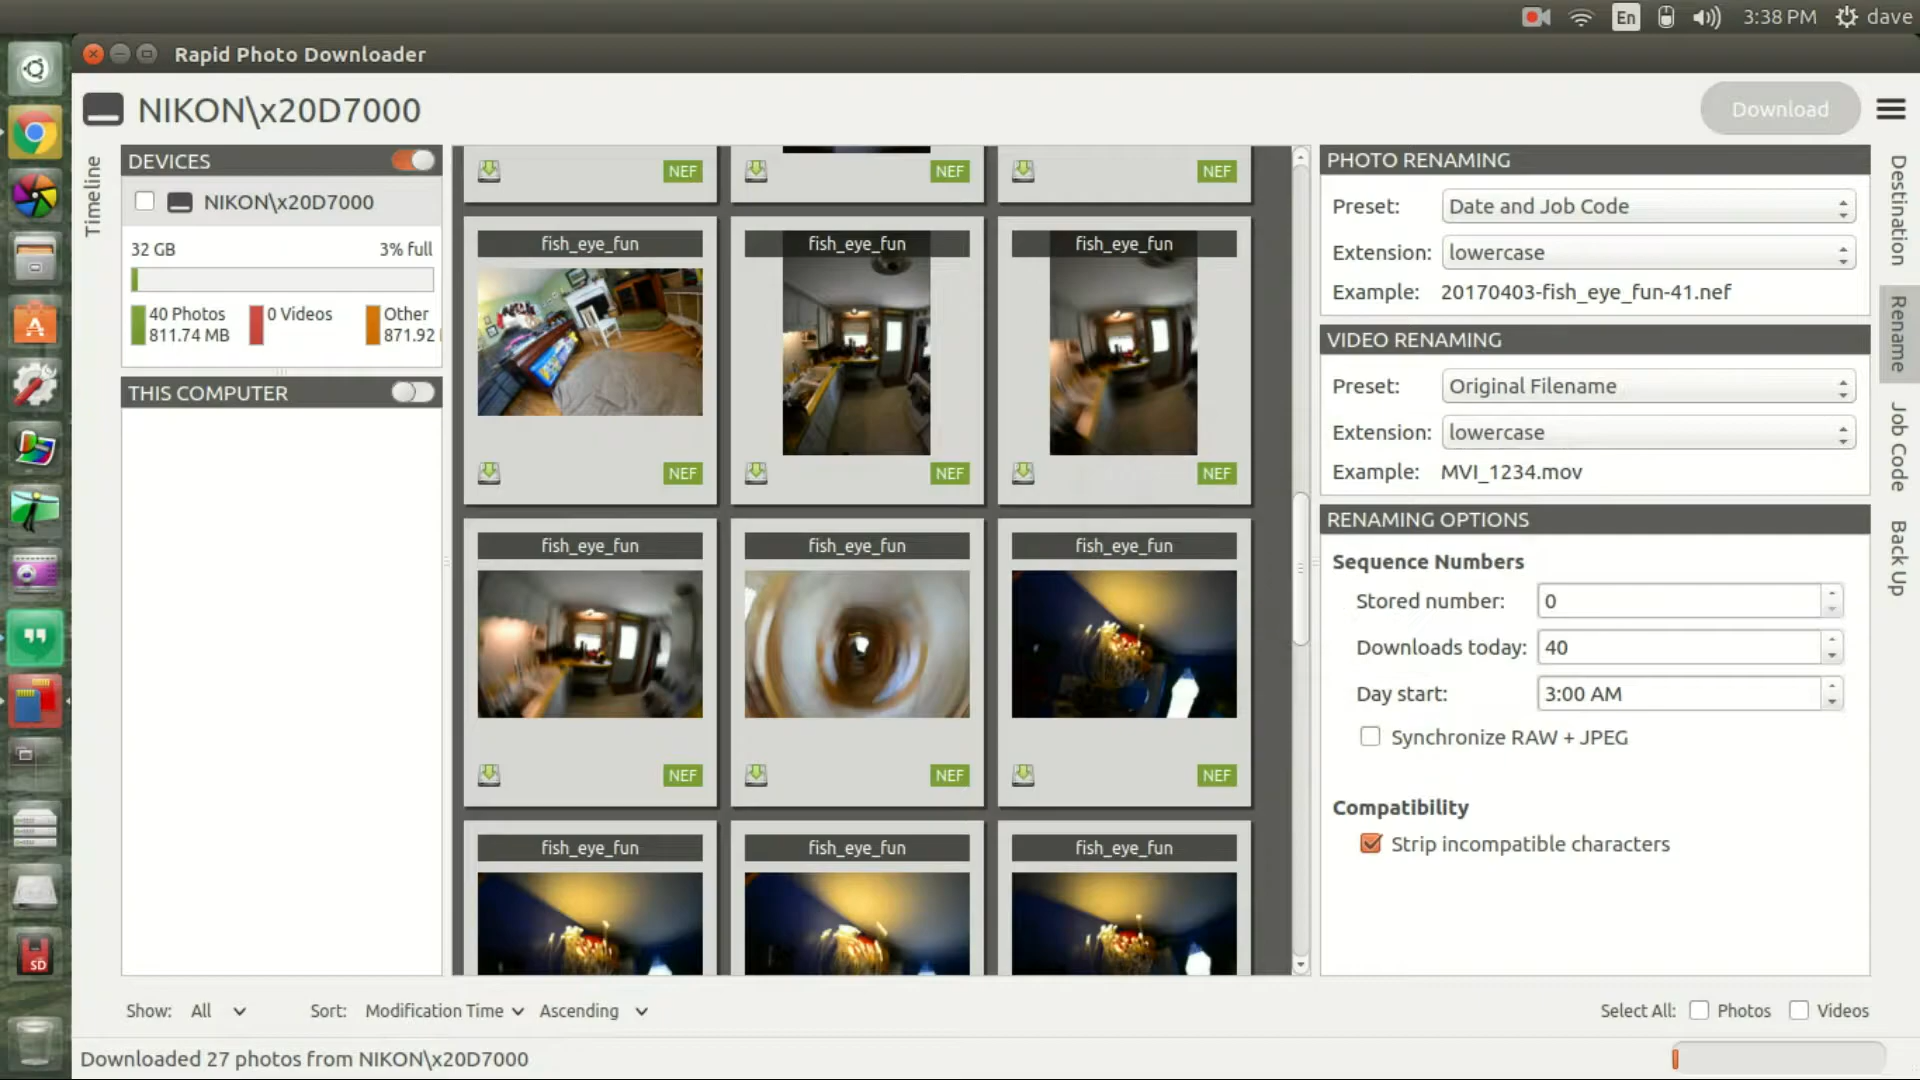 En
3:38 PM
dave
Rapid Photo Downloader
NIKON\x20D7000
Download
Timeline
DEVICES
NIKON\x20D7000
32 GB
3% full
40 Photos
811.74 MB
0 Videos
Other
871.92
THIS COMPUTER
NEF
NEF
NEF
fish_eye_fun
fish_eye_fun
fish_eye_fun
NEF
NEF
NEF
fish_eye_fun
fish_eye_fun
fish_eye_fun
NEF
NEF
NEF
fish_eye_fun
fish_eye_fun
fish_eye_fun
PHOTO RENAMING
Preset: Date and Job Code
Extension: lowercase
Example: 20170403-fish_eye_fun-41.nef
VIDEO RENAMING
Preset: Original Filename
Extension: lowercase
Example: MVI_1234.mov
RENAMING OPTIONS
Sequence Numbers
Stored number: 0
Downloads today: 40
Day start: 3:00 AM
Synchronize RAW + JPEG
Compatibility
Strip incompatible characters
Destination
Rename
Job Code
Back Up
SD
Show: All
Sort: Modification Time
Ascending
Select All: Photos Videos
Downloaded 27 photos from NIKON\x20D7000